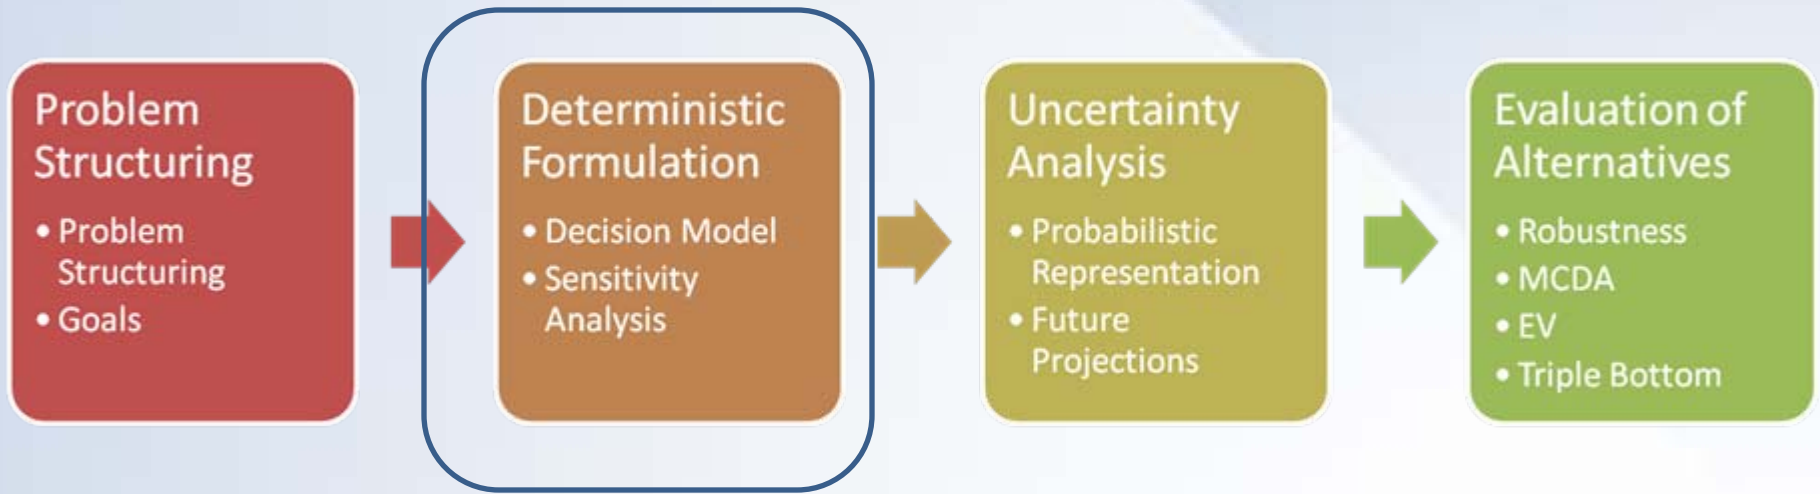 Problem
Structuring
• Problem
Structuring
• Goals
Deterministic
Formulation
• Decision Model
• Sensitivity
Analysis
Uncertainty
Analysis
• Probabilistic
Representation
• Future
Projections
Evaluation of
Alternatives
• Robustness
• MCDA
• EV
• Triple Bottom